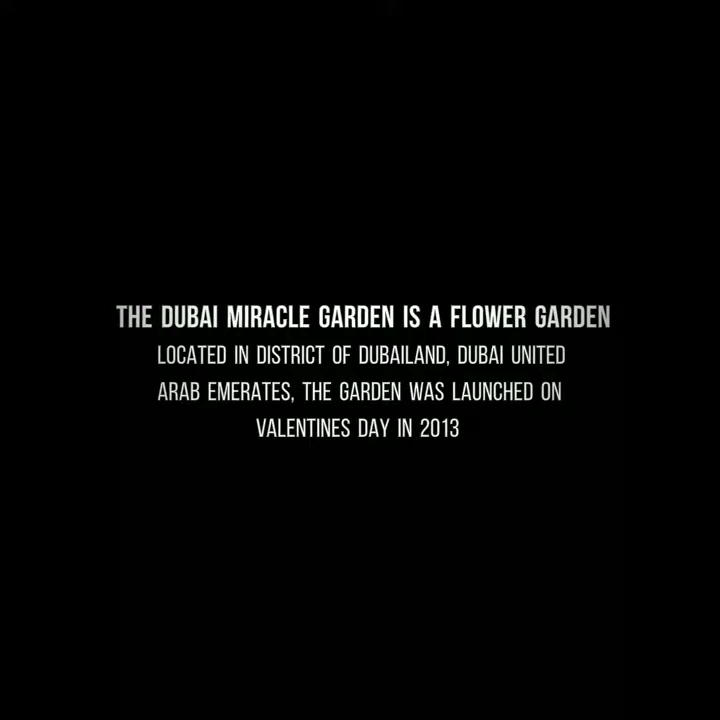 THE DUBAI MIRACLE GARDEN IS A FLOWER GARDEN
LOCATED IN DISTRICT OF DUBAILAND, DUBAI UNITED
ARAB EMERATES, THE GARDEN WAS LAUNCHED ON
VALENTINES DAY IN 2013